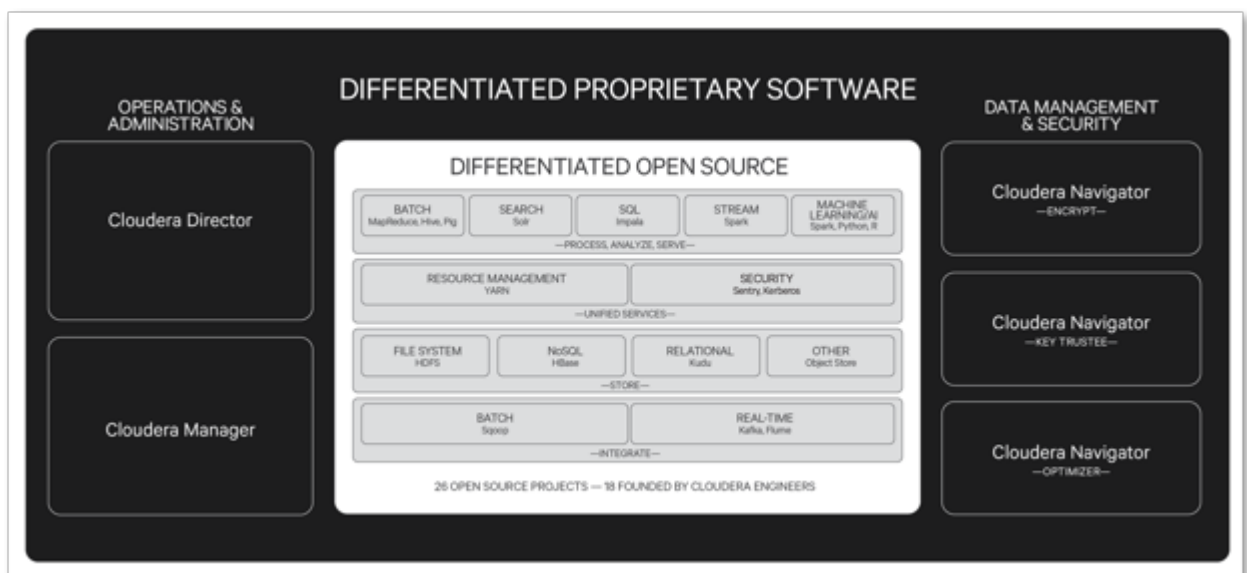 DIFFERENTIATED PROPRIETARY SOFTWARE
OPERATIONS &
ADMINISTRATION
Cloudera Director
Cloudera Manager
DIFFERENTIATED OPEN SOURCE
BATCH
MapReduce, Hive, Pig
SEARCH
Solr
SQL
Impala
STREAM
Spark
MACHINE
LEARNING/AI
Spark, Python, R
—PROCESS, ANALYZE, SERVE—
RESOURCE MANAGEMENT
YARN
SECURITY
Sentry, Kerberos
—UNIFIED SERVICES—
FILE SYSTEM
HDFS
NoSQL
HBase
RELATIONAL
Kudu
OTHER
Object Store
—STORE—
BATCH
Sqoop
REAL-TIME
Kafka, Flume
—INTEGRATE—
26 OPEN SOURCE PROJECTS — 18 FOUNDED BY CLOUDERA ENGINEERS
DATA MANAGEMENT
& SECURITY
Cloudera Navigator
—ENCRYPT—
Cloudera Navigator
—KEY TRUSTEE—
Cloudera Navigator
—OPTIMIZER—